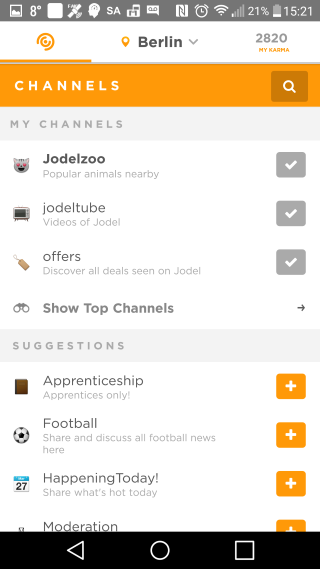 8° SA 21% 15:21
Berlin
2820
MY KARMA
CHANNELS
MY CHANNELS
Jodelzoo
Popular animals nearby
jodeltube
Videos of Jodel
offers
Discover all deals seen on Jodel
Show Top Channels
SUGGESTIONS
Apprenticeship
Apprentices only!
Football
Share and discuss all football news
here
27
HappeningToday!
Share what's hot today
Moderation